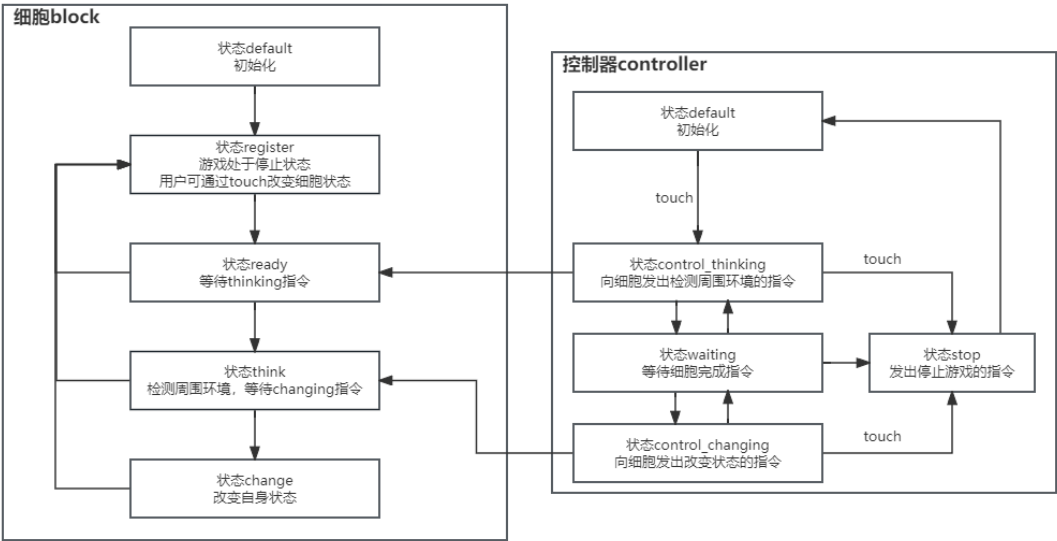 细胞block
状态default
初始化
状态register
游戏处于停止状态
用户可通过touch改变细胞状态
状态ready
等待thinking指令
状态think
检测周围环境，等待changing指令
状态change
改变自身状态
控制器controller
状态default
初始化
touch
状态control_thinking
向细胞发出检测周围环境的指令
touch
状态waiting
等待细胞完成指令
状态stop
发出停止游戏的指令
状态control_changing
向细胞发出改变状态的指令
touch